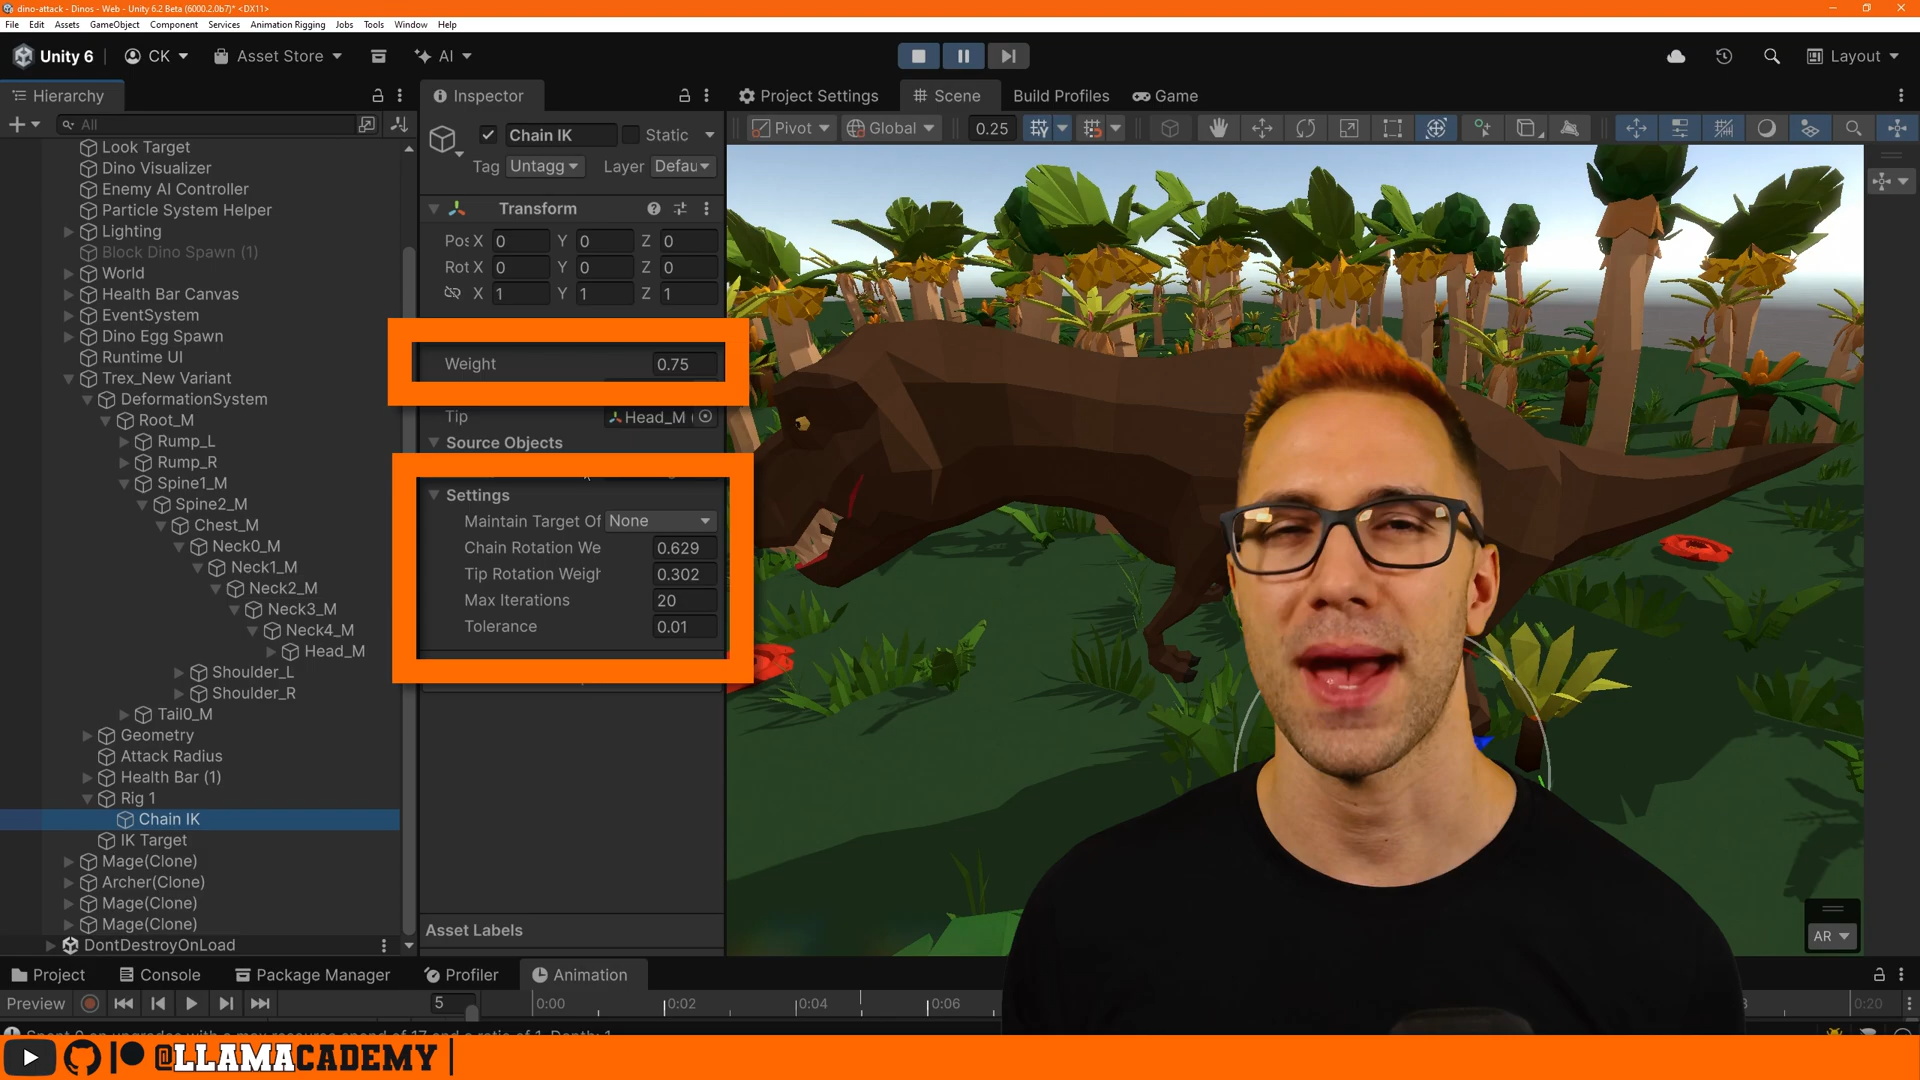 dino-attack - Dinos - Web - Unity 6.2 Beta (6000.2.0b7)* <DX11>
File Edit Assets GameObject Component Services Animation Rigging Jobs Tools Window Help
Unity 6 CK Asset Store AI Layout
Hierarchy
All
Look Target
Dino Visualizer
Enemy AI Controller
Particle System Helper
Lighting
Block Dino Spawn (1)
World
Health Bar Canvas
EventSystem
Dino Egg Spawn
Runtime UI
Trex_New Variant
DeformationSystem
Root_M
Rump_L
Rump_R
Spine1_M
Spine2_M
Chest_M
Neck0_M
Neck1_M
Neck2_M
Neck3_M
Neck4_M
Head_M
Shoulder_L
Shoulder_R
Tail0_M
Geometry
Attack Radius
Health Bar (1)
Rig 1
Chain IK
IK Target
Mage(Clone)
Archer(Clone)
Mage(Clone)
Mage(Clone)
DontDestroyOnLoad
Inspector
Chain IK Static
Tag Untagg Layer Defau
Transform
Pos X 0 Y 0 Z 0
Rot X 0 Y 0 Z 0
X 1 Y 1 Z 1
Weight 0.75
Tip Head_M (
Source Objects
Settings
Maintain Target Of None
Chain Rotation We 0.629
Tip Rotation Weigh 0.302
Max Iterations 20
Tolerance 0.01
Asset Labels
Project Settings Scene Build Profiles Game
Pivot Global 0.25
AR
Project Console Package Manager Profiler Animation
Preview 5 0:00 0:02 0:04 0:06 0:20
@LLAMACADEMY